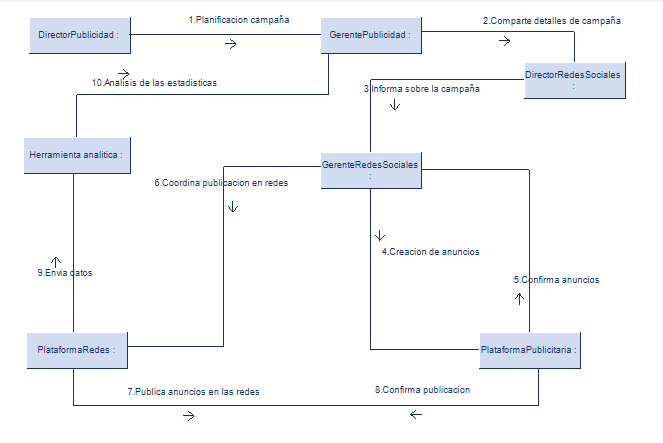 1.Planificacion campaña
2.Comparte detalles de campaña
DirectorPublicidad :
GerentePublicidad :
DirectorRedesSociales
:
10.Analisis de las estadisticas
3.Informa sobre la campaña
Herramienta analitica :
GerenteRedesSociales
:
6.Coordina publicacion en redes
4.Creacion de anuncios
9.Envia datos
5.Confirma anuncios
PlataformaRedes :
PlataformaPublicitaria :
7.Publica anuncios en las redes
8.Confirma publicacion